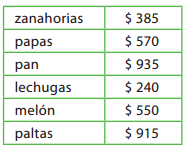 zanahorias $ 385
papas $ 570
pan $ 935
lechugas $ 240
melón $ 550
paltas $ 915